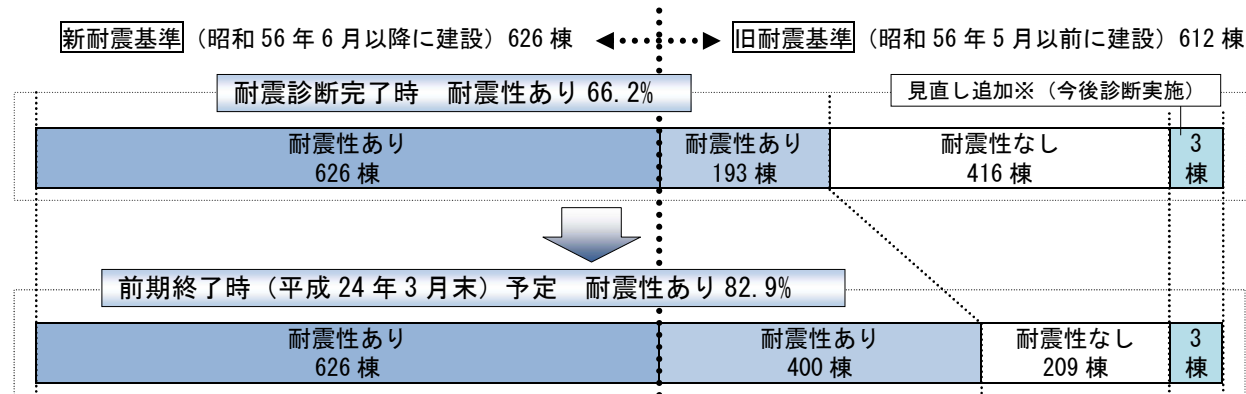 新耐震基準（昭和 56 年 6 月以降に建設）626 棟
旧耐震基準（昭和 56 年 5 月以前に建設）612 棟
耐震診断完了時　耐震性あり 66.2%
見直し追加※（今後診断実施）
耐震性あり
626 棟
耐震性あり
193 棟
耐震性なし
416 棟
3
棟
前期終了時（平成 24 年 3 月末）予定　耐震性あり 82.9%
耐震性あり
626 棟
耐震性あり
400 棟
耐震性なし
209 棟
3
棟